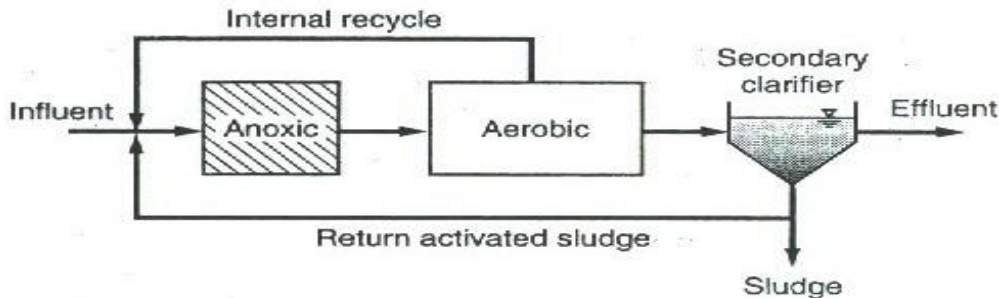 Internal recycle
Secondary
clarifier
Influent
Anoxic
Aerobic
Effluent
Return activated sludge
Sludge